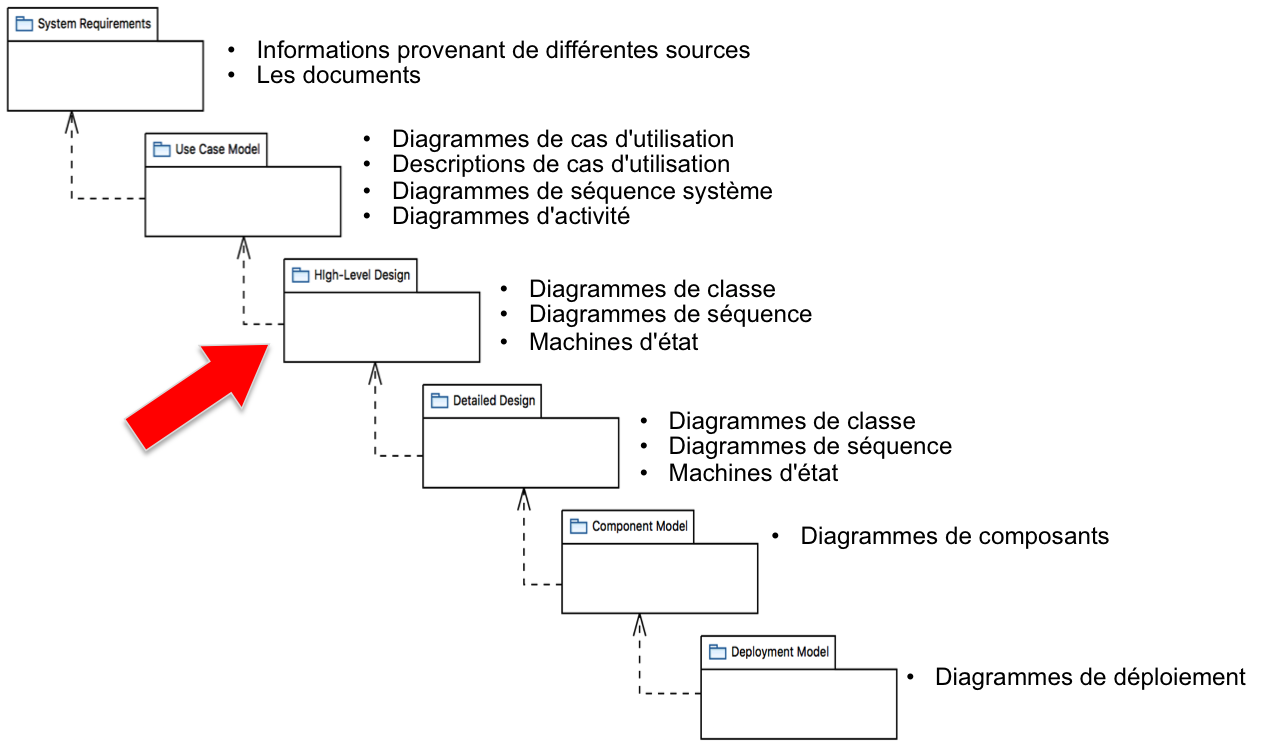 System Requirements
• Informations provenant de différentes sources
• Les documents
Use Case Model
• Diagrammes de cas d'utilisation
• Descriptions de cas d'utilisation
• Diagrammes de séquence système
• Diagrammes d'activité
HIgh-Level Design
• Diagrammes de classe
• Diagrammes de séquence
• Machines d'état
Detailed Design
• Diagrammes de classe
• Diagrammes de séquence
• Machines d'état
Component Model
• Diagrammes de composants
Deployment Model
• Diagrammes de déploiement